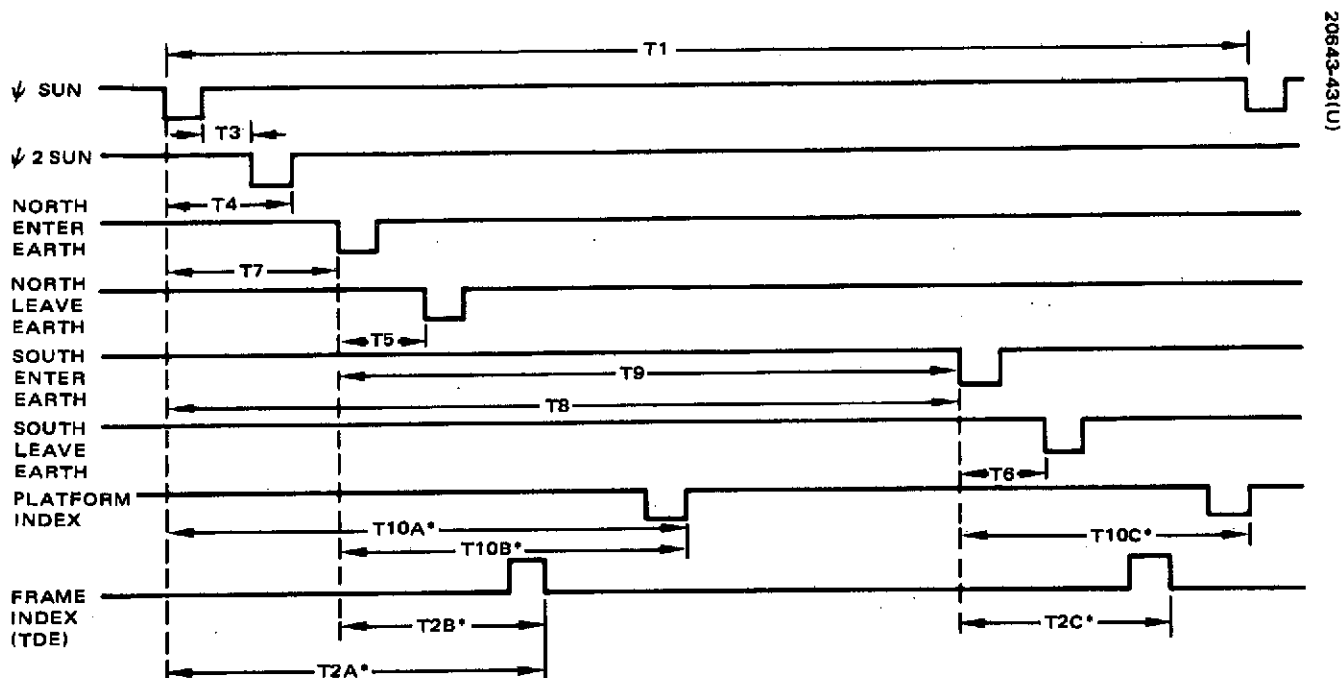 20643-43(U)
T1
ψ SUN
T3
ψ 2 SUN
T4
NORTH
ENTER
EARTH
T7
NORTH
LEAVE
EARTH
T5
SOUTH
ENTER
EARTH
T9
T8
SOUTH
LEAVE
EARTH
T6
PLATFORM
INDEX
T10A*
T10B*
T10C*
FRAME
INDEX
(TDE)
T2B*
T2C*
T2A*